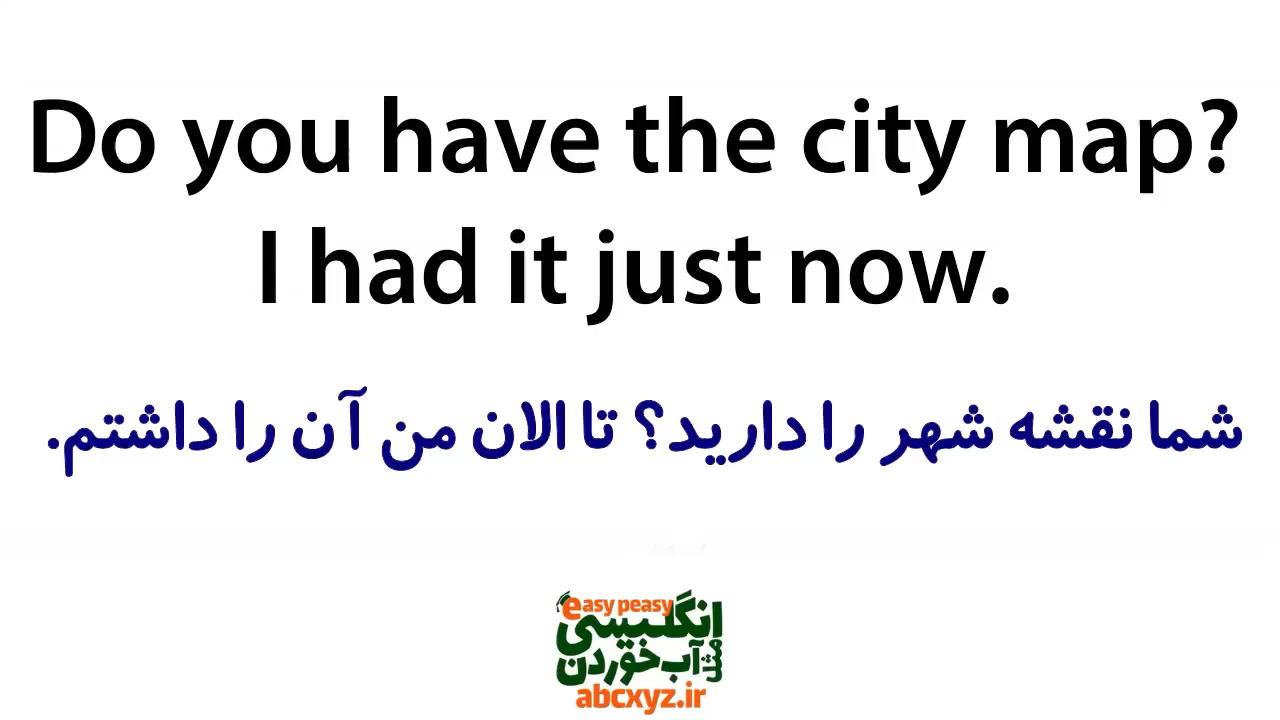 Do you have the city map?
I had it just now.
شما نقشه شهر را دارید؟ تا الان من آن را داشتم.
easy peasy
انگلیسی
مثل آب خوردن
abcxyz.ir